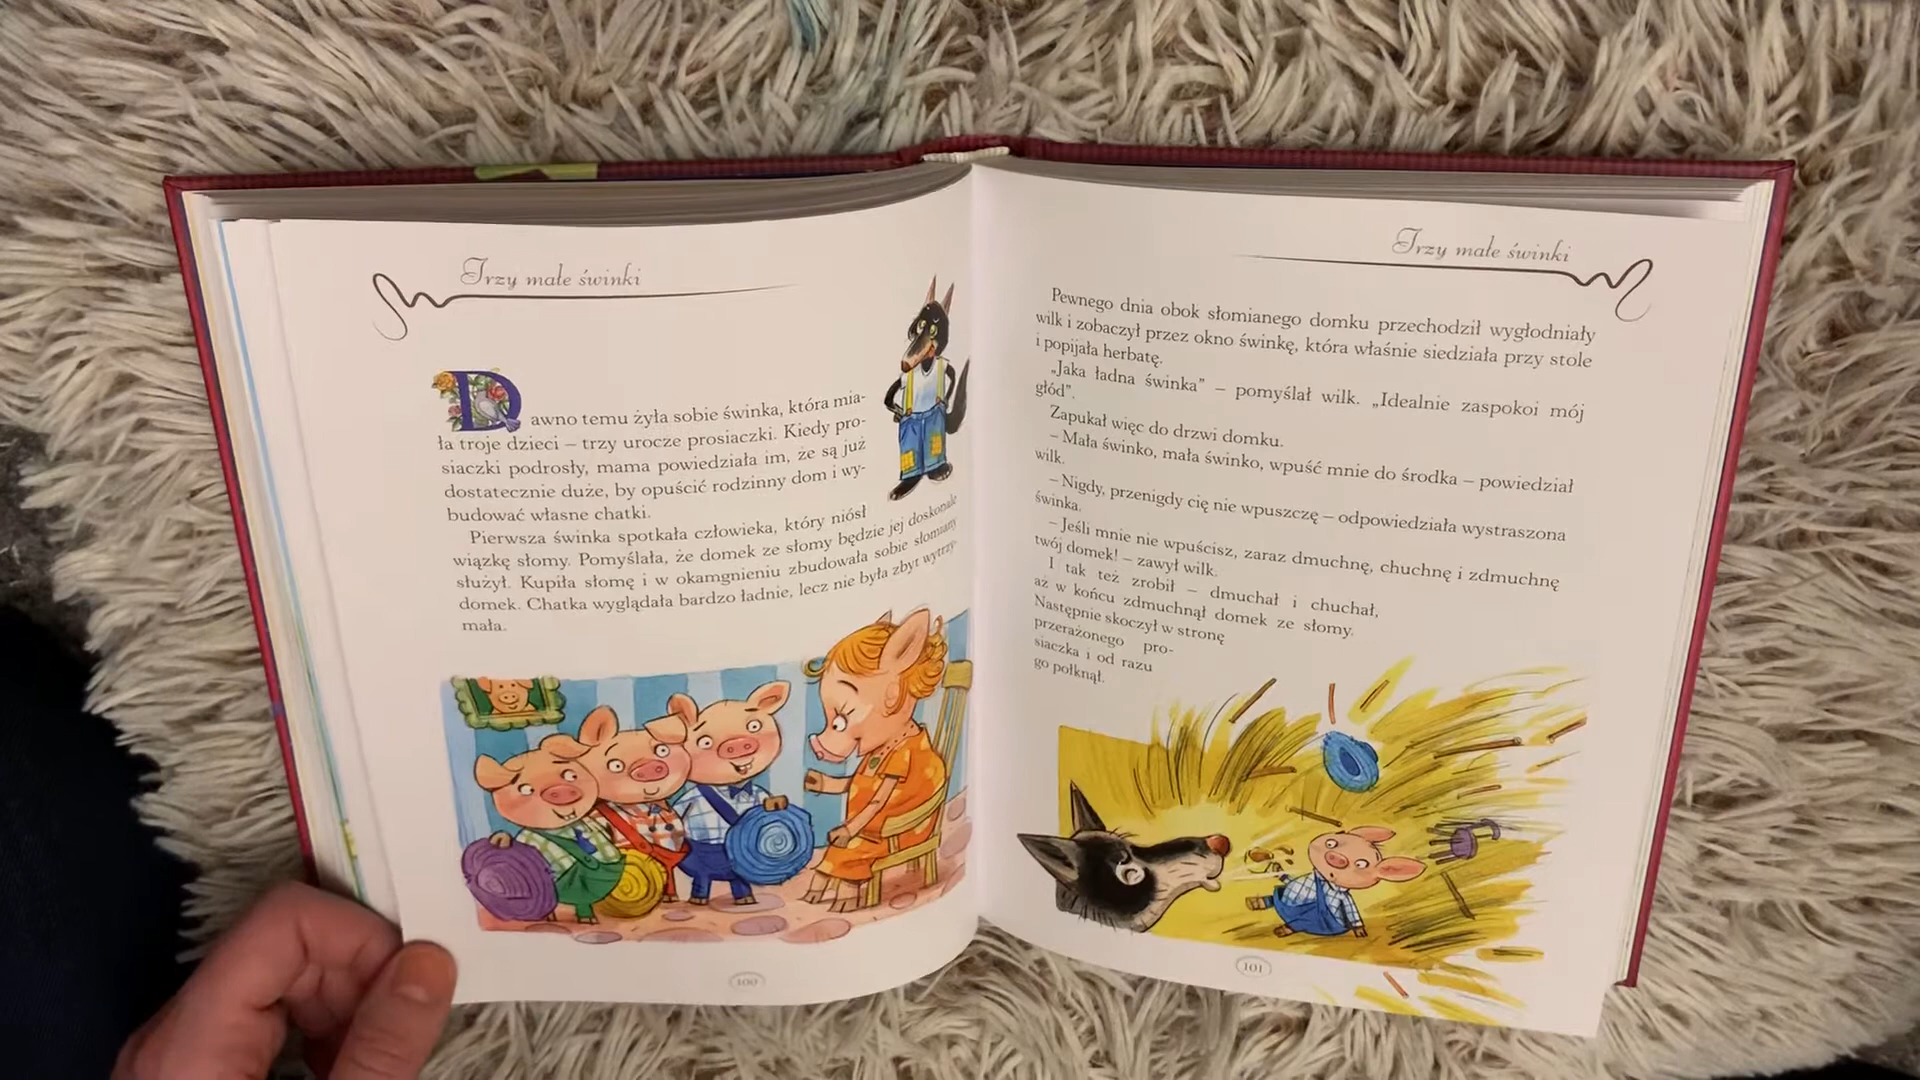 Trzy małe świnki
Dawno temu żyła sobie świnka, która mia-
ła troje dzieci – trzy urocze prosiaczki. Kiedy pro-
siaczki podrosły, mama powiedziała im, że są już
dostatecznie duże, by opuścić rodzinny dom i wy-
budować własne chatki.
Pierwsza świnka spotkała człowieka, który niósł
wiązkę słomy. Pomyślała, że domek ze słomy będzie jej doskonale
służył. Kupiła słomę i w okamgnieniu zbudowała sobie słomiany
domek. Chatka wyglądała bardzo ładnie, lecz nie była zbyt wytrzy-
mała.
100
Trzy małe świnki
Pewnego dnia obok słomianego domku przechodził wygłodniały
wilk i zobaczył przez okno świnkę, która właśnie siedziała przy stole
i popijała herbatę.
„Jaka ładna świnka” – pomyślał wilk. „Idealnie zaspokoi mój
głód”.
Zapukał więc do drzwi domku.
– Mała świnko, mała świnko, wpuść mnie do środka – powiedział
wilk.
– Nigdy, przenigdy cię nie wpuszczę – odpowiedziała wystraszona
świnka.
– Jeśli mnie nie wpuścisz, zaraz dmuchnę, chuchnę i zdmuchnę
twój domek! – zawył wilk.
I tak też zrobił – dmuchał i chuchał,
aż w końcu zdmuchnął domek ze słomy.
Następnie skoczył w stronę
przerażonego pro-
siaczka i od razu
go połknął.
101